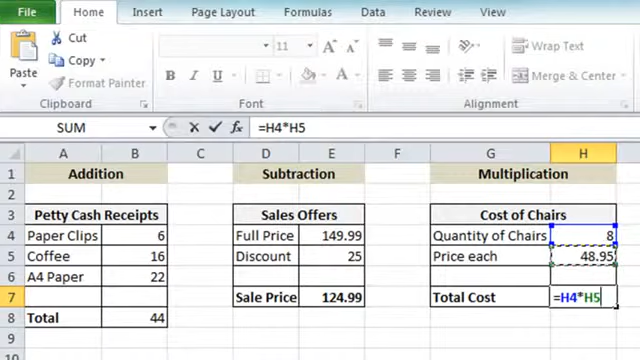 File Home Insert Page Layout Formulas Data Review View
Cut
Copy
Format Painter
Paste
11 A A
Wrap Text
B I U A
Merge & Center
Clipboard Font Alignment
SUM fx =H4*H5
A B C D E F G H
1 Addition Subtraction Multiplication
2
3 Petty Cash Receipts Sales Offers Cost of Chairs
4 Paper Clips 6 Full Price 149.99 Quantity of Chairs 8
5 Coffee 16 Discount 25 Price each 48.95
6 A4 Paper 22
7 Sale Price 124.99 Total Cost =H4*H5
8 Total 44
9
10